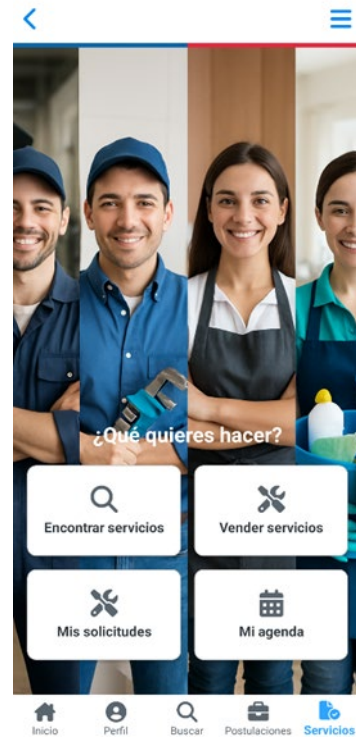 ¿Qué quieres hacer?
Encontrar servicios
Vender servicios
Mis solicitudes
Mi agenda
Inicio
Perfil
Buscar
Postulaciones
Servicios